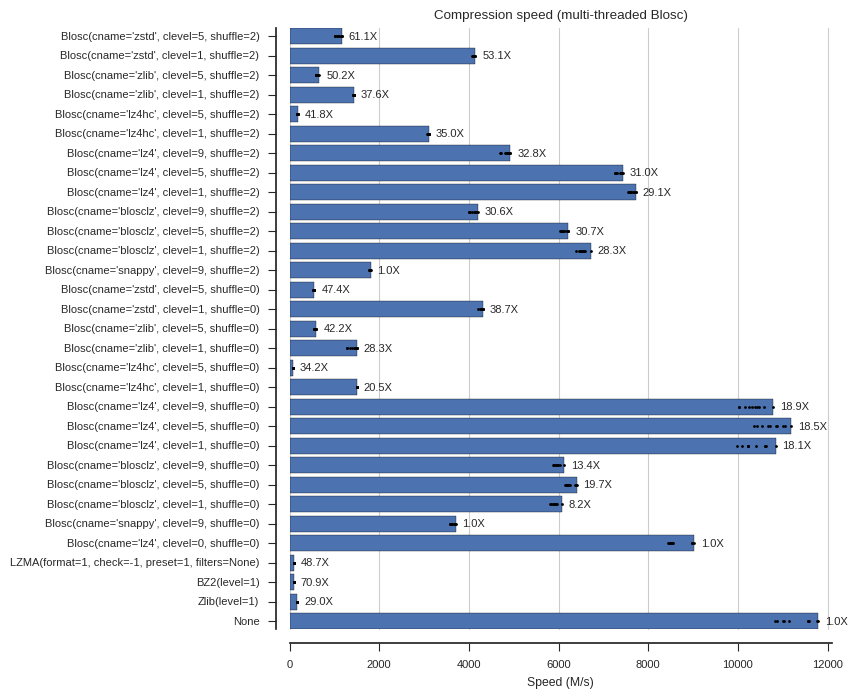 Compression speed (multi-threaded Blosc)
Blosc(cname='zstd', clevel=5, shuffle=2) 61.1X
Blosc(cname='zstd', clevel=1, shuffle=2) 53.1X
Blosc(cname='zlib', clevel=5, shuffle=2) 50.2X
Blosc(cname='zlib', clevel=1, shuffle=2) 37.6X
Blosc(cname='lz4hc', clevel=5, shuffle=2) 41.8X
Blosc(cname='lz4hc', clevel=1, shuffle=2) 35.0X
Blosc(cname='lz4', clevel=9, shuffle=2) 32.8X
Blosc(cname='lz4', clevel=5, shuffle=2) 31.0X
Blosc(cname='lz4', clevel=1, shuffle=2) 29.1X
Blosc(cname='blosclz', clevel=9, shuffle=2) 30.6X
Blosc(cname='blosclz', clevel=5, shuffle=2) 30.7X
Blosc(cname='blosclz', clevel=1, shuffle=2) 28.3X
Blosc(cname='snappy', clevel=9, shuffle=2) 1.0X
Blosc(cname='zstd', clevel=5, shuffle=0) 47.4X
Blosc(cname='zstd', clevel=1, shuffle=0) 38.7X
Blosc(cname='zlib', clevel=5, shuffle=0) 42.2X
Blosc(cname='zlib', clevel=1, shuffle=0) 28.3X
Blosc(cname='lz4hc', clevel=5, shuffle=0) 34.2X
Blosc(cname='lz4hc', clevel=1, shuffle=0) 20.5X
Blosc(cname='lz4', clevel=9, shuffle=0) 18.9X
Blosc(cname='lz4', clevel=5, shuffle=0) 18.5X
Blosc(cname='lz4', clevel=1, shuffle=0) 18.1X
Blosc(cname='blosclz', clevel=9, shuffle=0) 13.4X
Blosc(cname='blosclz', clevel=5, shuffle=0) 19.7X
Blosc(cname='blosclz', clevel=1, shuffle=0) 8.2X
Blosc(cname='snappy', clevel=9, shuffle=0) 1.0X
Blosc(cname='lz4', clevel=0, shuffle=0) 1.0X
LZMA(format=1, check=-1, preset=1, filters=None) 48.7X
BZ2(level=1) 70.9X
Zlib(level=1) 29.0X
None 1.0X
0 2000 4000 6000 8000 10000 12000
Speed (M/s)